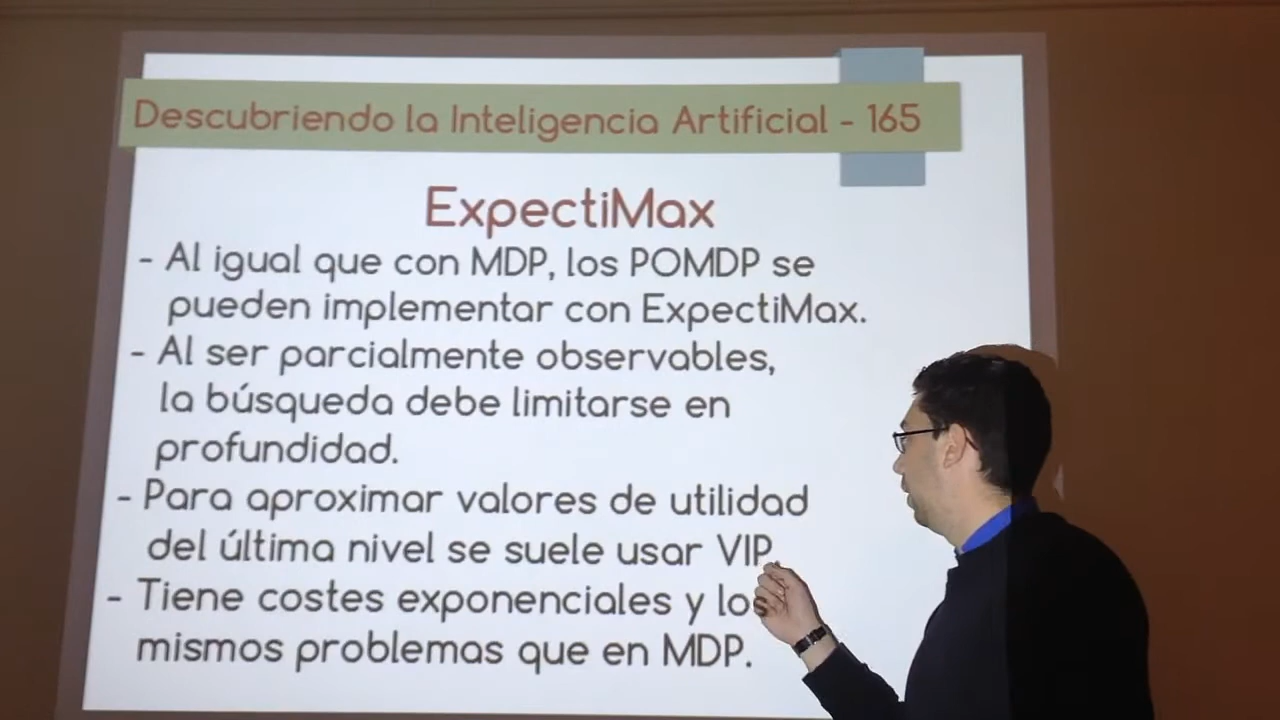 Descubriendo la Inteligencia Artificial - 165
ExpectiMax
- Al igual que con MDP, los POMDP se
pueden implementar con ExpectiMax.
- Al ser parcialmente observables,
la búsqueda debe limitarse en
profundidad.
- Para aproximar valores de utilidad
del última nivel se suele usar VIP.
- Tiene costes exponenciales y los
mismos problemas que en MDP.